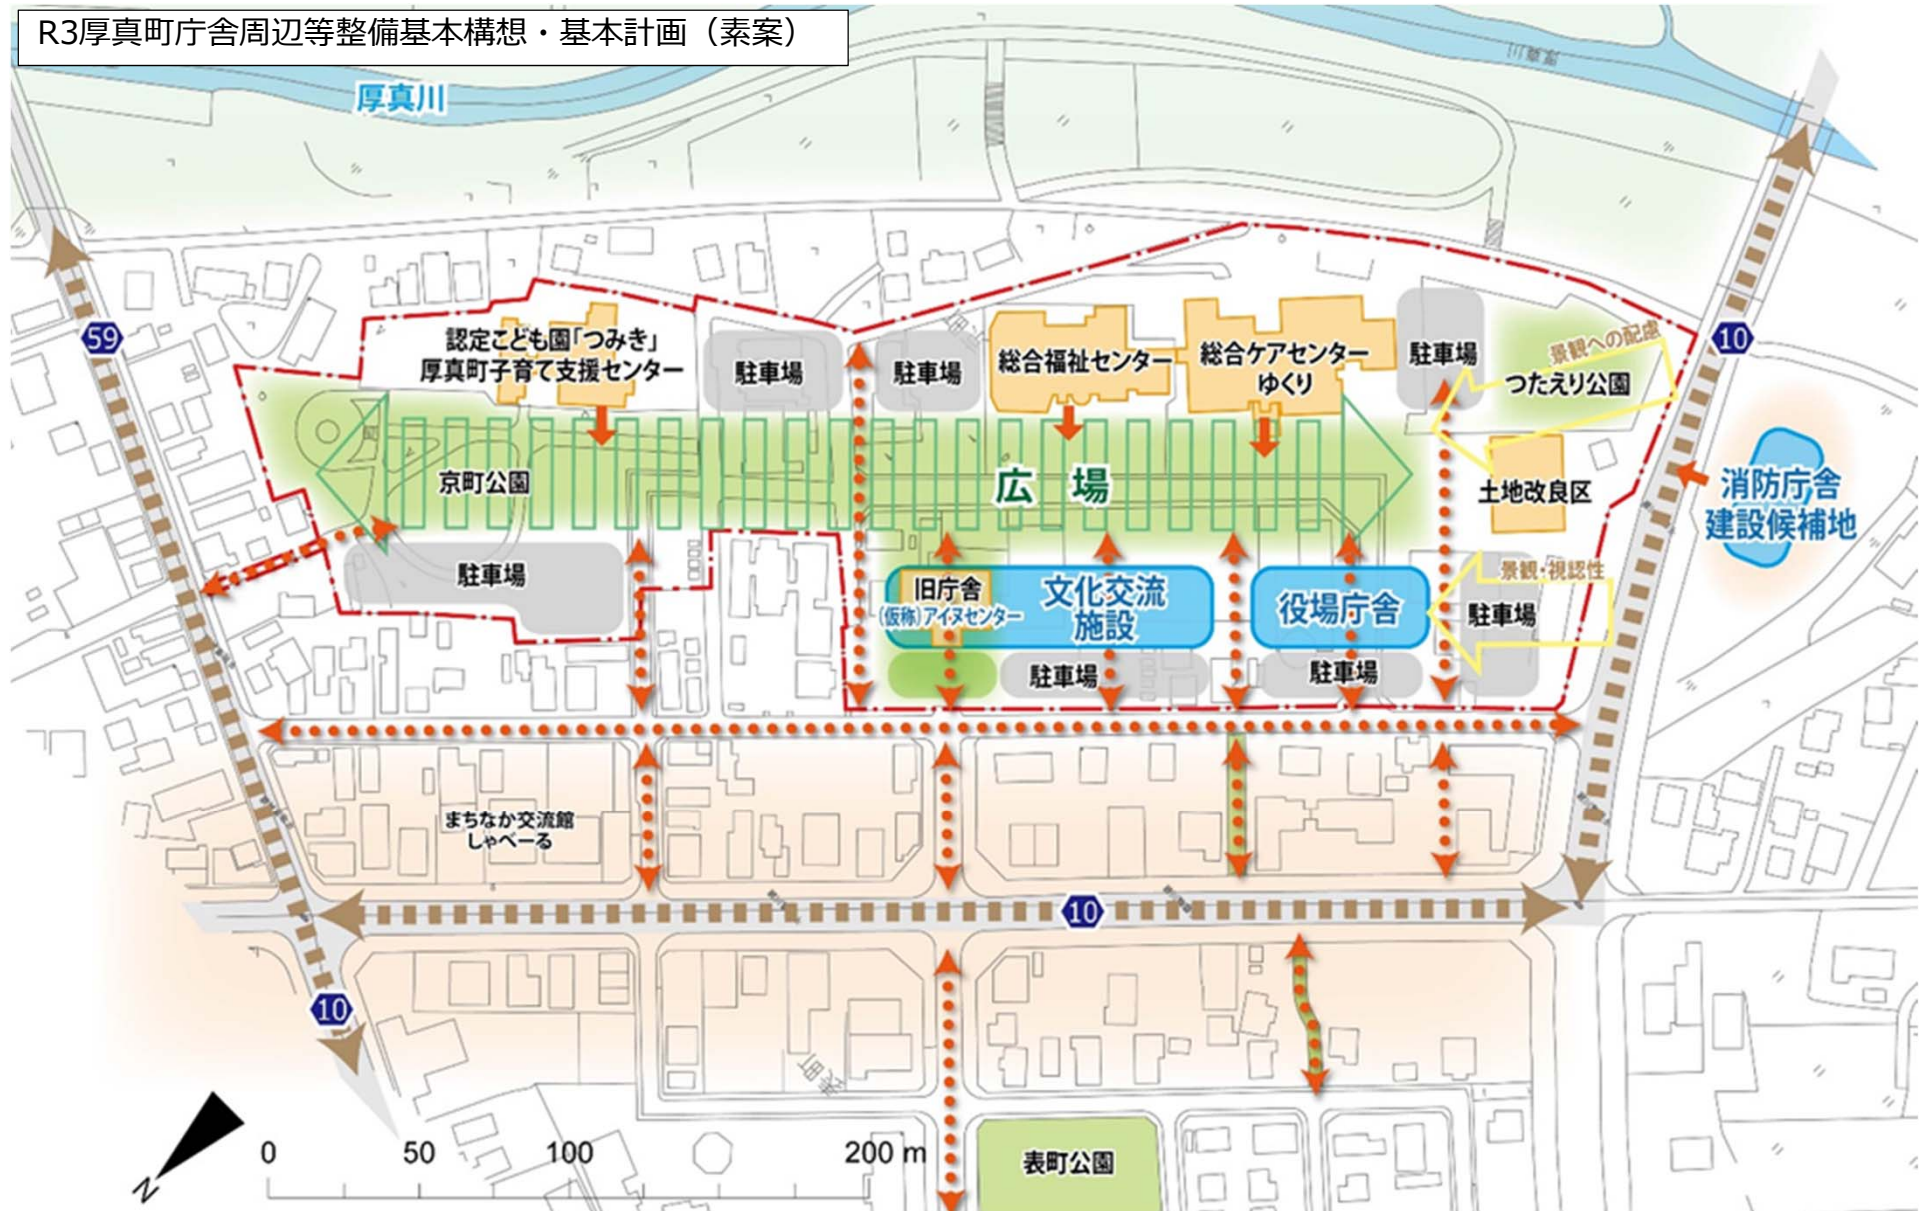 R3厚真町庁舎周辺等整備基本構想・基本計画（素案）
厚真川
厚真川
59
10
認定こども園「つみき」
厚真町子育て支援センター
駐車場
駐車場
総合福祉センター
総合ケアセンター
ゆくり
駐車場
景観への配慮
つたえり公園
京町公園
広場
土地改良区
消防庁舎
建設候補地
駐車場
旧庁舎
(仮称)アイヌセンター
文化交流
施設
役場庁舎
景観・視認性
駐車場
駐車場
駐車場
まちなか交流館
しゃべーる
10
10
表町
N
0 50 100 200 m
表町公園